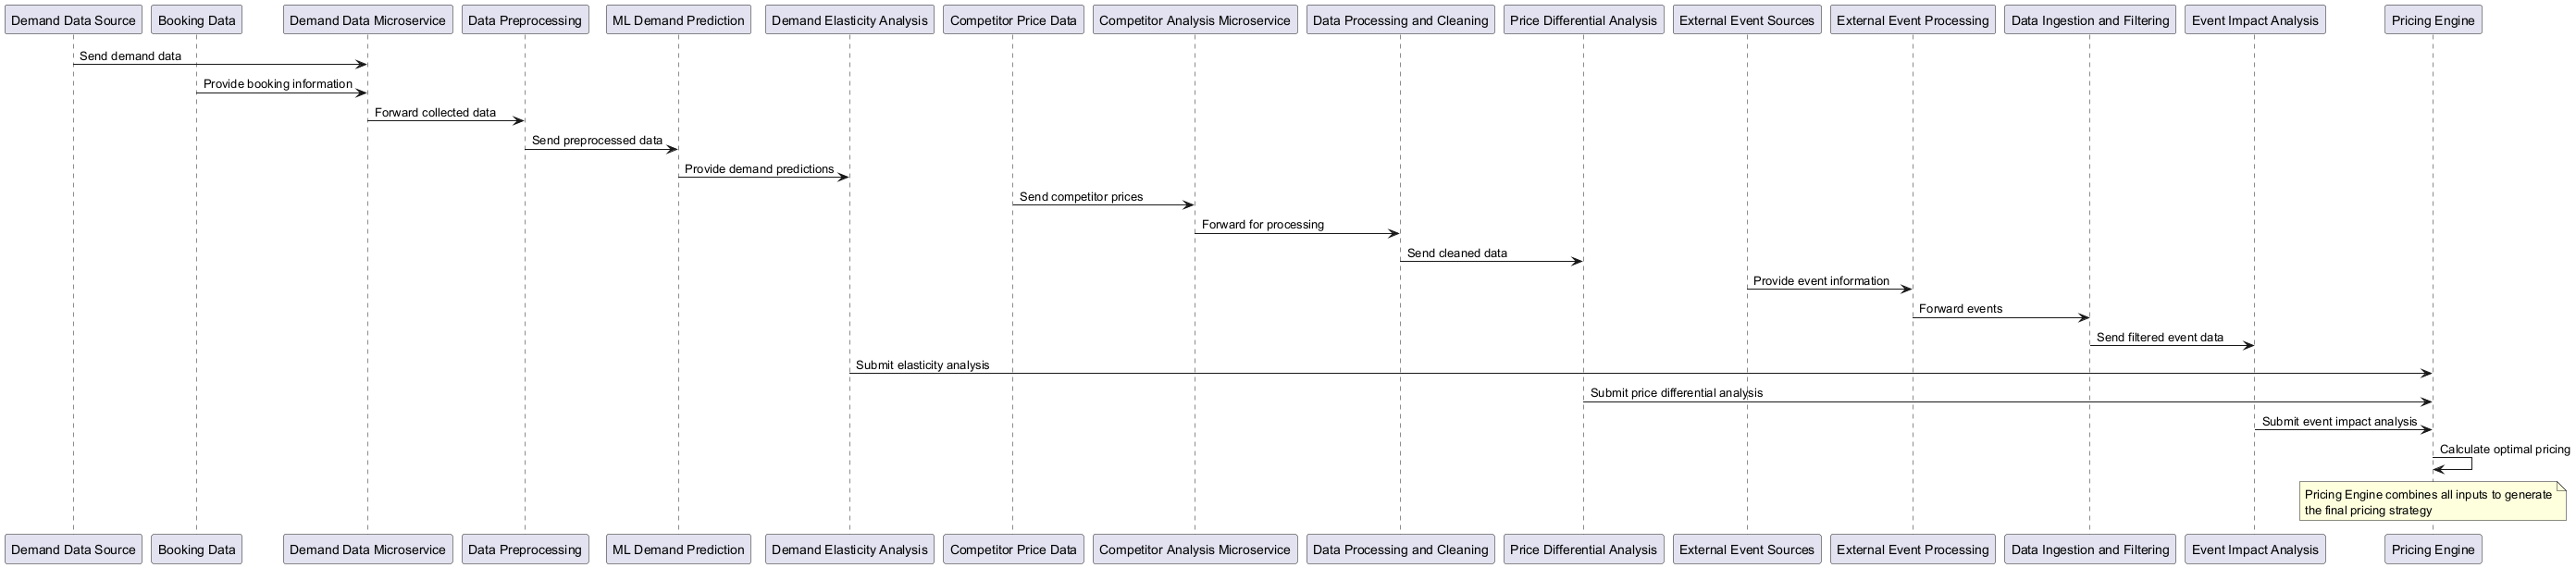 Demand Data Source
Booking Data
Demand Data Microservice
Data Preprocessing
ML Demand Prediction
Demand Elasticity Analysis
Competitor Price Data
Competitor Analysis Microservice
Data Processing and Cleaning
Price Differential Analysis
External Event Sources
External Event Processing
Data Ingestion and Filtering
Event Impact Analysis
Pricing Engine
Send demand data
Provide booking information
Forward collected data
Send preprocessed data
Provide demand predictions
Send competitor prices
Forward for processing
Send cleaned data
Provide event information
Forward events
Send filtered event data
Submit elasticity analysis
Submit price differential analysis
Submit event impact analysis
Calculate optimal pricing
Pricing Engine combines all inputs to generate
the final pricing strategy
Demand Data Source
Booking Data
Demand Data Microservice
Data Preprocessing
ML Demand Prediction
Demand Elasticity Analysis
Competitor Price Data
Competitor Analysis Microservice
Data Processing and Cleaning
Price Differential Analysis
External Event Sources
External Event Processing
Data Ingestion and Filtering
Event Impact Analysis
Pricing Engine